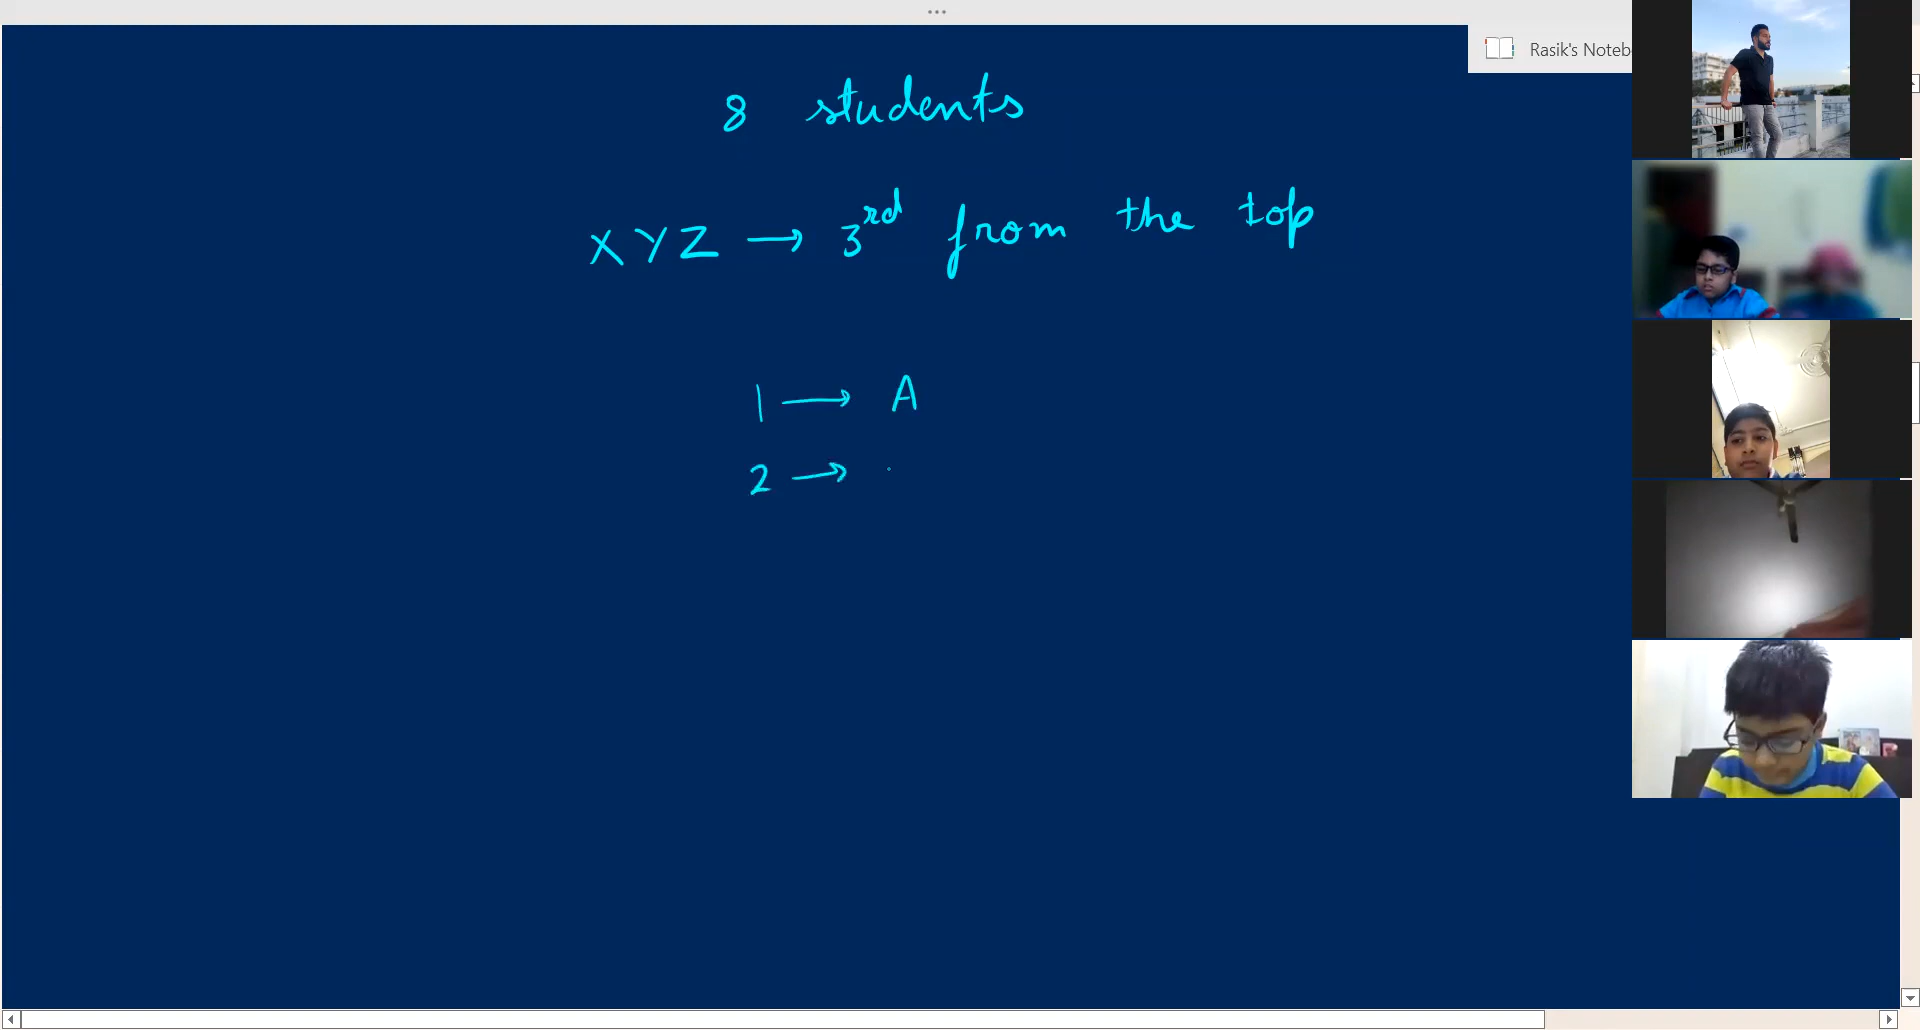 Rasik's Noteb
8 students
XYZ → 3rd from the top
1 → A
2 →